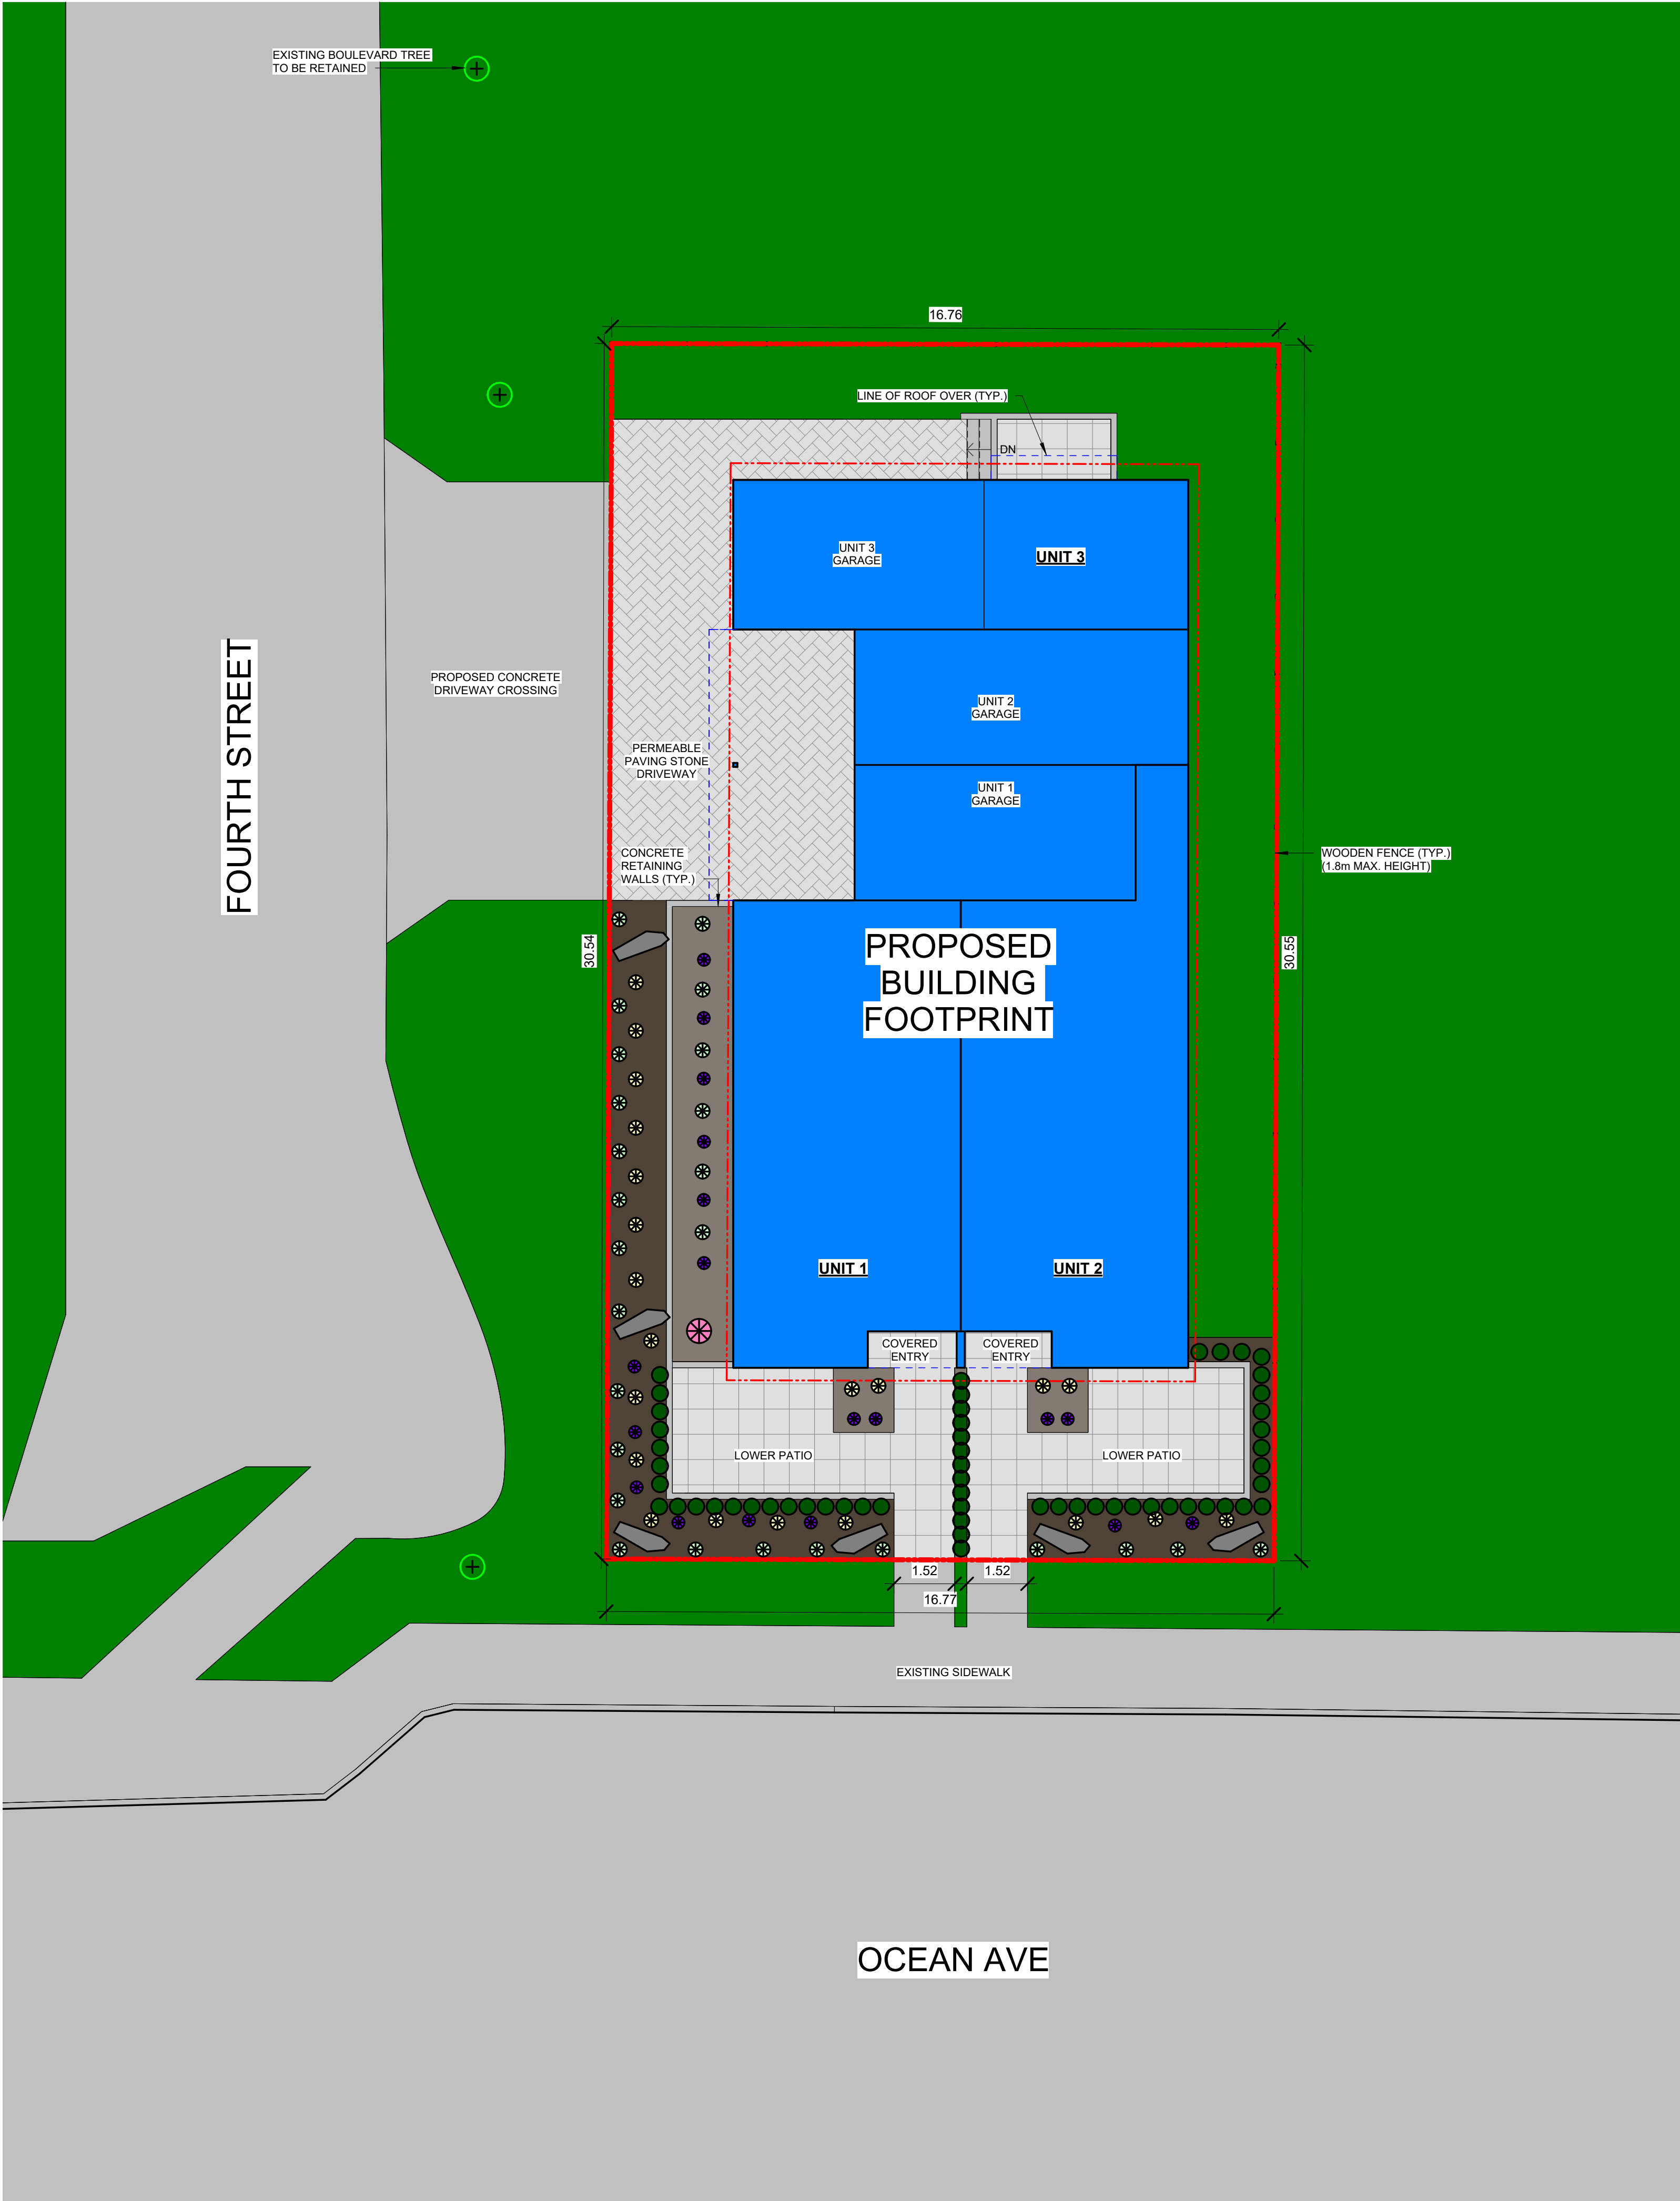 EXISTING BOULEVARD TREE
TO BE RETAINED
16.76
LINE OF ROOF OVER (TYP.)
DN
UNIT 3
GARAGE
UNIT 3
FOURTH STREET
PROPOSED CONCRETE
DRIVEWAY CROSSING
UNIT 2
GARAGE
PERMEABLE
PAVING STONE
DRIVEWAY
UNIT 1
GARAGE
CONCRETE
RETAINING
WALLS (TYP.)
WOODEN FENCE (TYP.)
(1.8m MAX. HEIGHT)
30.54
PROPOSED
BUILDING
FOOTPRINT
30.55
UNIT 1
UNIT 2
COVERED
ENTRY
COVERED
ENTRY
LOWER PATIO
LOWER PATIO
1.52
1.52
16.77
EXISTING SIDEWALK
OCEAN AVE